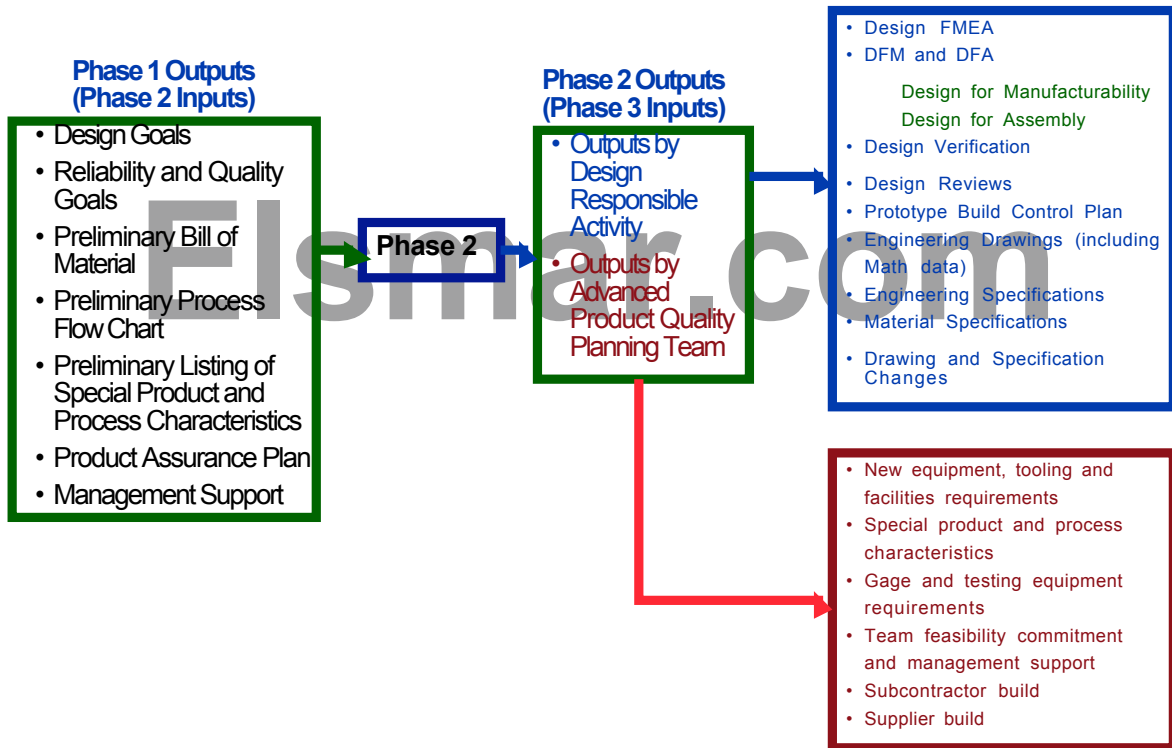 Phase 1 Outputs
(Phase 2 Inputs)
• Design Goals
• Reliability and Quality
Goals
• Preliminary Bill of
Material
• Preliminary Process
Flow Chart
• Preliminary Listing of
Special Product and
Process Characteristics
• Product Assurance Plan
• Management Support
Elsmar.com
Phase 2
Phase 2 Outputs
(Phase 3 Inputs)
• Outputs by
Design
Responsible
Activity
• Outputs by
Advanced
Product Quality
Planning Team
• Design FMEA
• DFM and DFA
Design for Manufacturability
Design for Assembly
• Design Verification
• Design Reviews
• Prototype Build Control Plan
• Engineering Drawings (including
Math data)
• Engineering Specifications
• Material Specifications
• Drawing and Specification
Changes
• New equipment, tooling and
facilities requirements
• Special product and process
characteristics
• Gage and testing equipment
requirements
• Team feasibility commitment
and management support
• Subcontractor build
• Supplier build